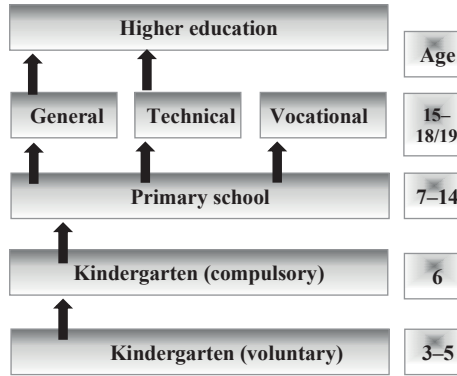 Higher education
Age
General Technical Vocational
15–
18/19
Primary school
7–14
Kindergarten (compulsory)
6
Kindergarten (voluntary)
3–5